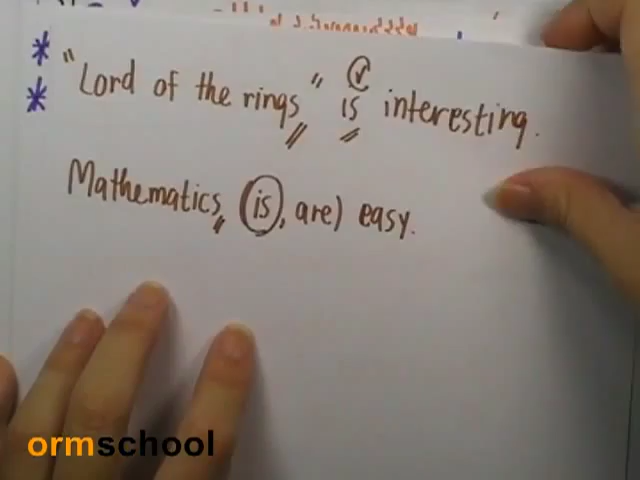 v
* "Lord of the rings" is interesting.
*
Mathematics (is, are) easy.
ormschool